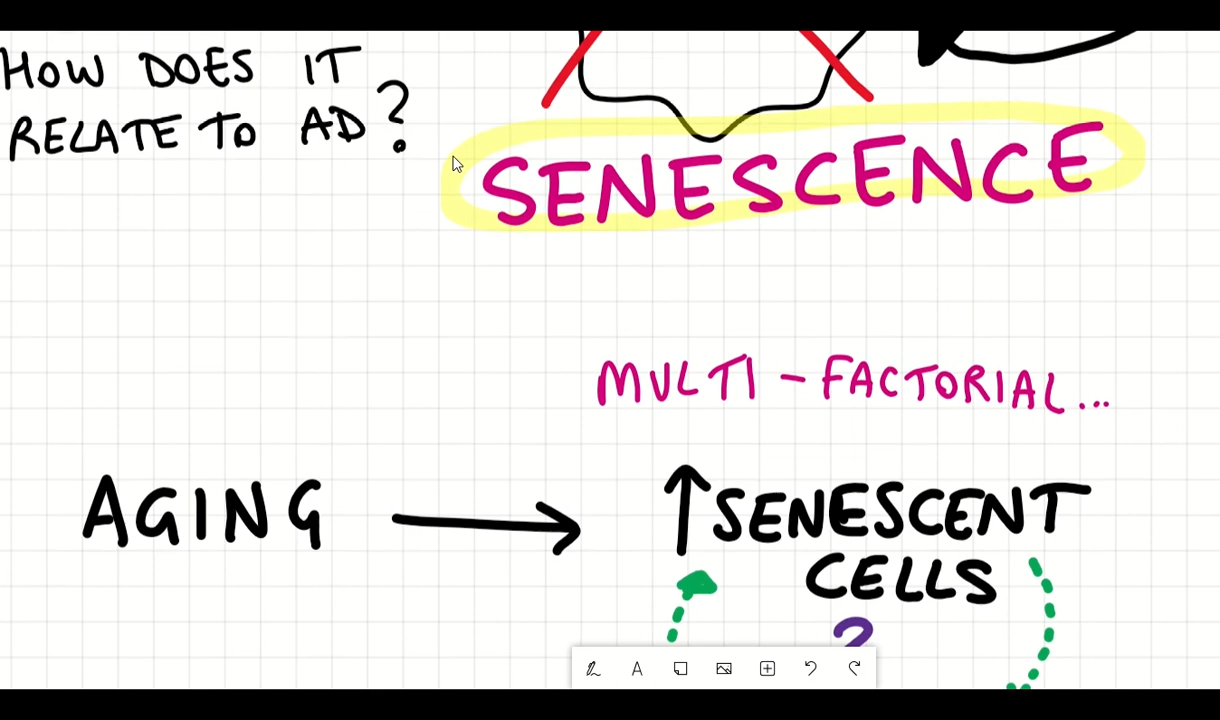 HOW DOES IT
RELATE TO AD?
SENESCENCE
MULTI-FACTORIAL...
AGING → ↑SENESCENT
CELLS
?
A